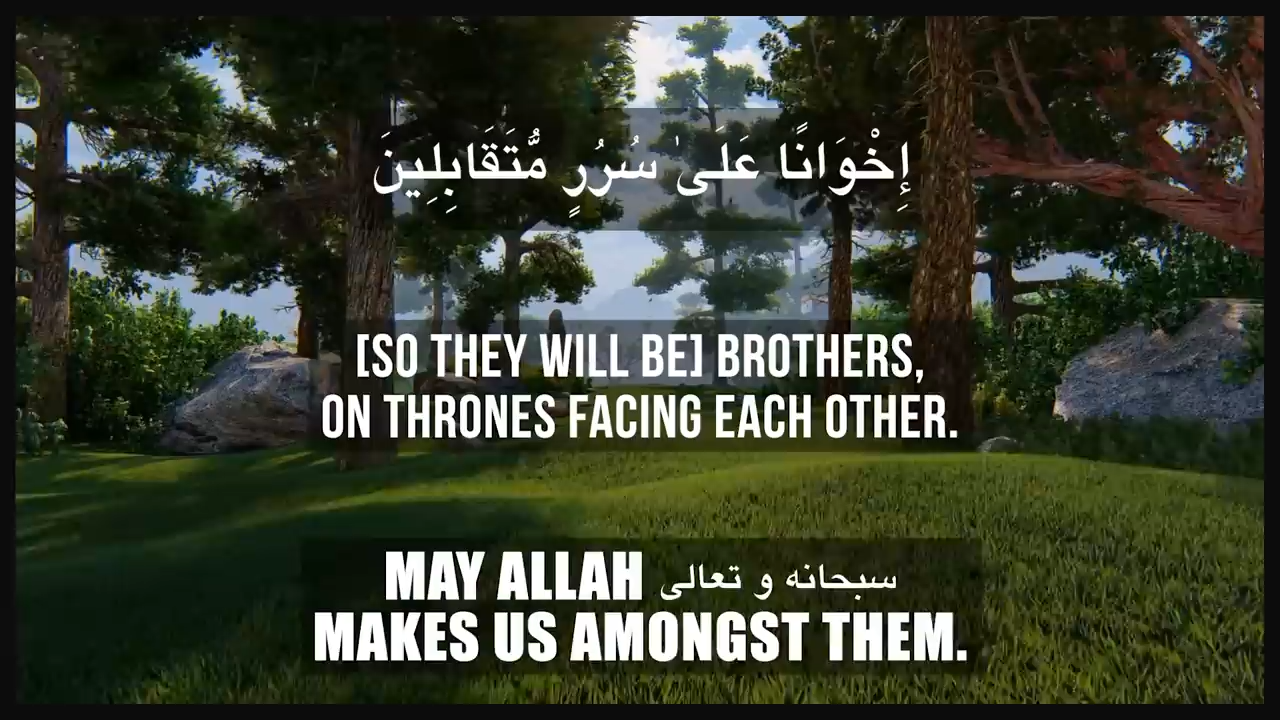 إِخْوَانًا عَلَىٰ سُرُرٍ مُّتَقَابِلِينَ
[SO THEY WILL BE] BROTHERS,
ON THRONES FACING EACH OTHER.
MAY ALLAH سبحانه و تعالى
MAKES US AMONGST THEM.